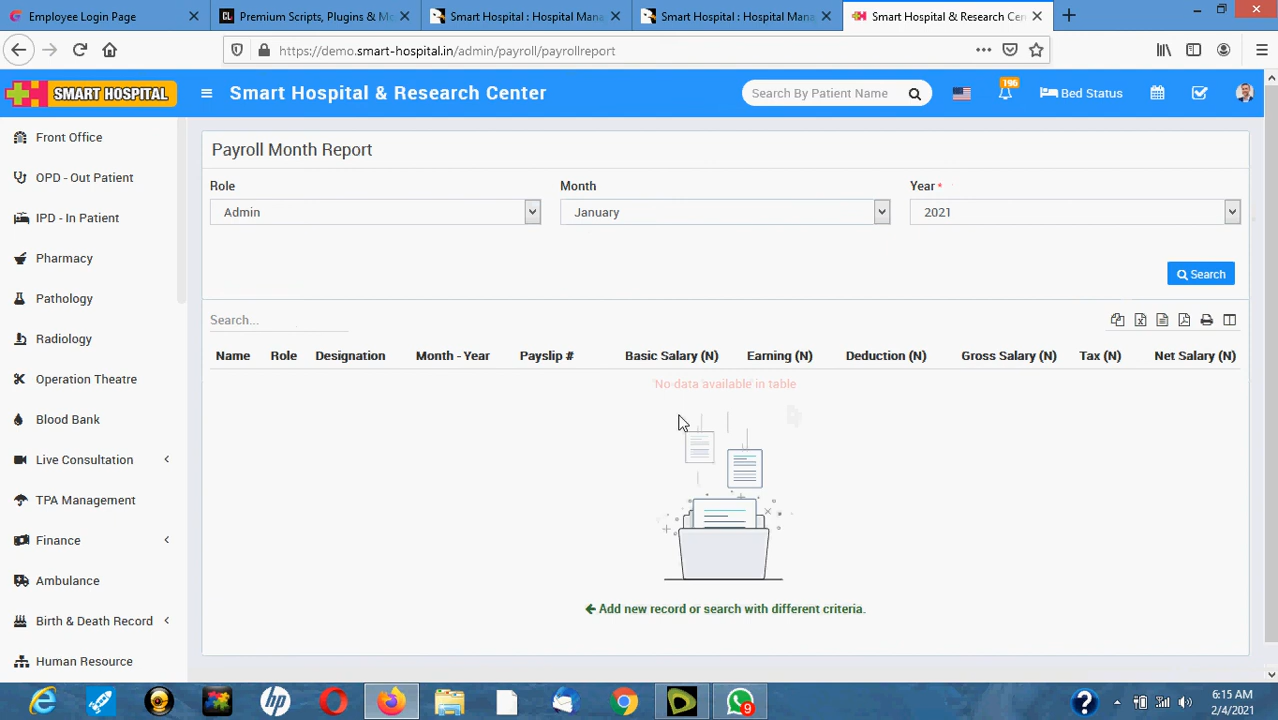 Employee Login Page
Premium Scripts, Plugins & Mo
Smart Hospital : Hospital Mana
Smart Hospital : Hospital Mana
Smart Hospital & Research Cen
https://demo.smart-hospital.in/admin/payroll/payrollreport
SMART HOSPITAL
Smart Hospital & Research Center
Search By Patient Name
196
Bed Status
Front Office
OPD - Out Patient
IPD - In Patient
Pharmacy
Pathology
Radiology
Operation Theatre
Blood Bank
Live Consultation
TPA Management
Finance
Ambulance
Birth & Death Record
Human Resource
Payroll Month Report
Role Month Year *
Admin January 2021
Search
Search...
Name Role Designation Month - Year Payslip # Basic Salary (N) Earning (N) Deduction (N) Gross Salary (N) Tax (N) Net Salary (N)
No data available in table
Add new record or search with different criteria.
9
6:15 AM
2/4/2021